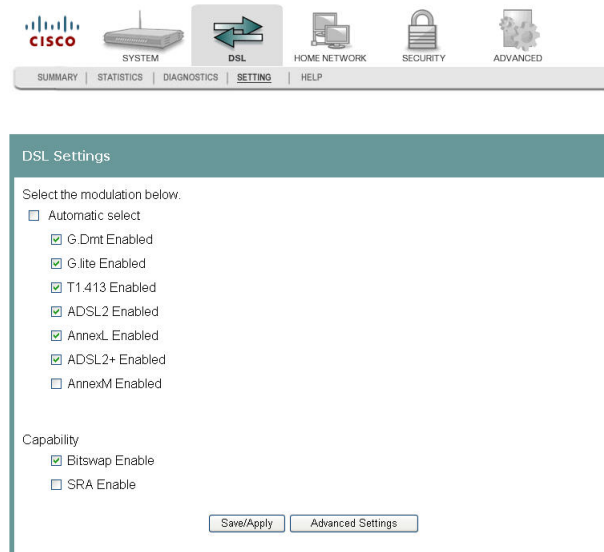 CISCO
SYSTEM DSL HOME NETWORK SECURITY ADVANCED
SUMMARY | STATISTICS | DIAGNOSTICS | SETTING | HELP
DSL Settings
Select the modulation below.
Automatic select
G.Dmt Enabled
G.lite Enabled
T1.413 Enabled
ADSL2 Enabled
AnnexL Enabled
ADSL2+ Enabled
AnnexM Enabled
Capability
Bitswap Enable
SRA Enable
Save/Apply Advanced Settings